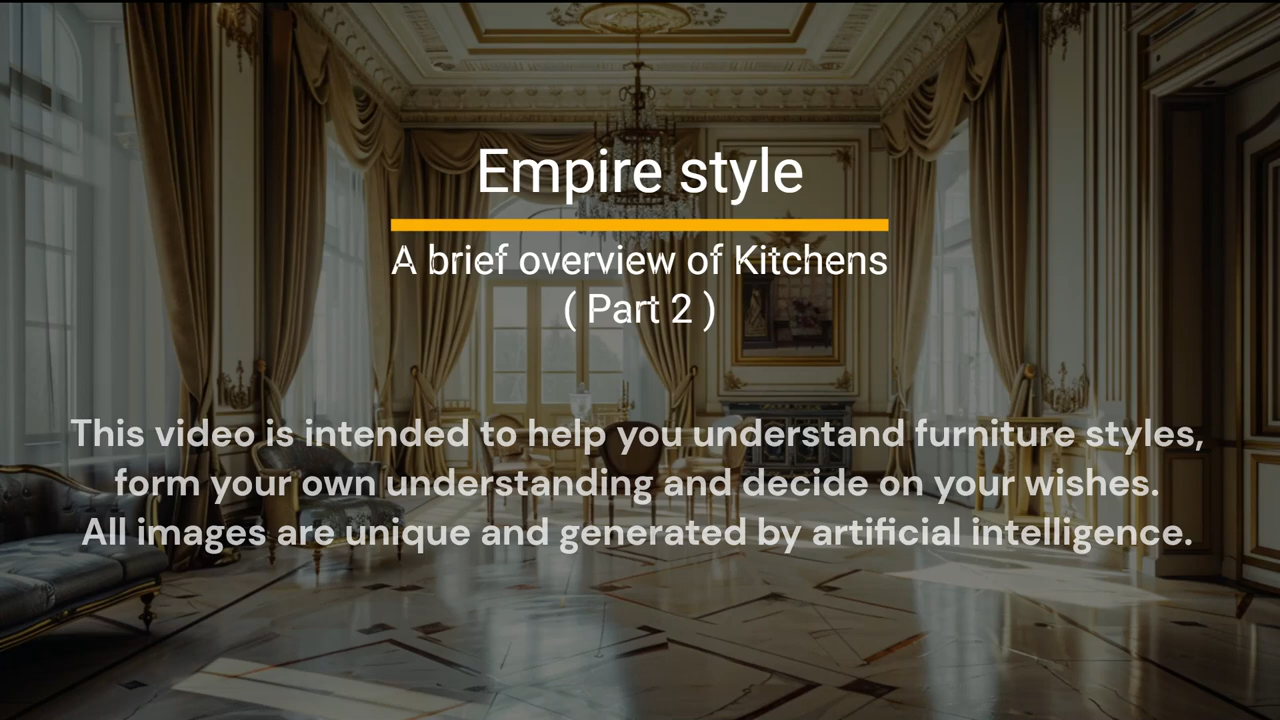 Empire style
A brief overview of Kitchens
( Part 2 )
This video is intended to help you understand furniture styles,
form your own understanding and decide on your wishes.
All images are unique and generated by artificial intelligence.